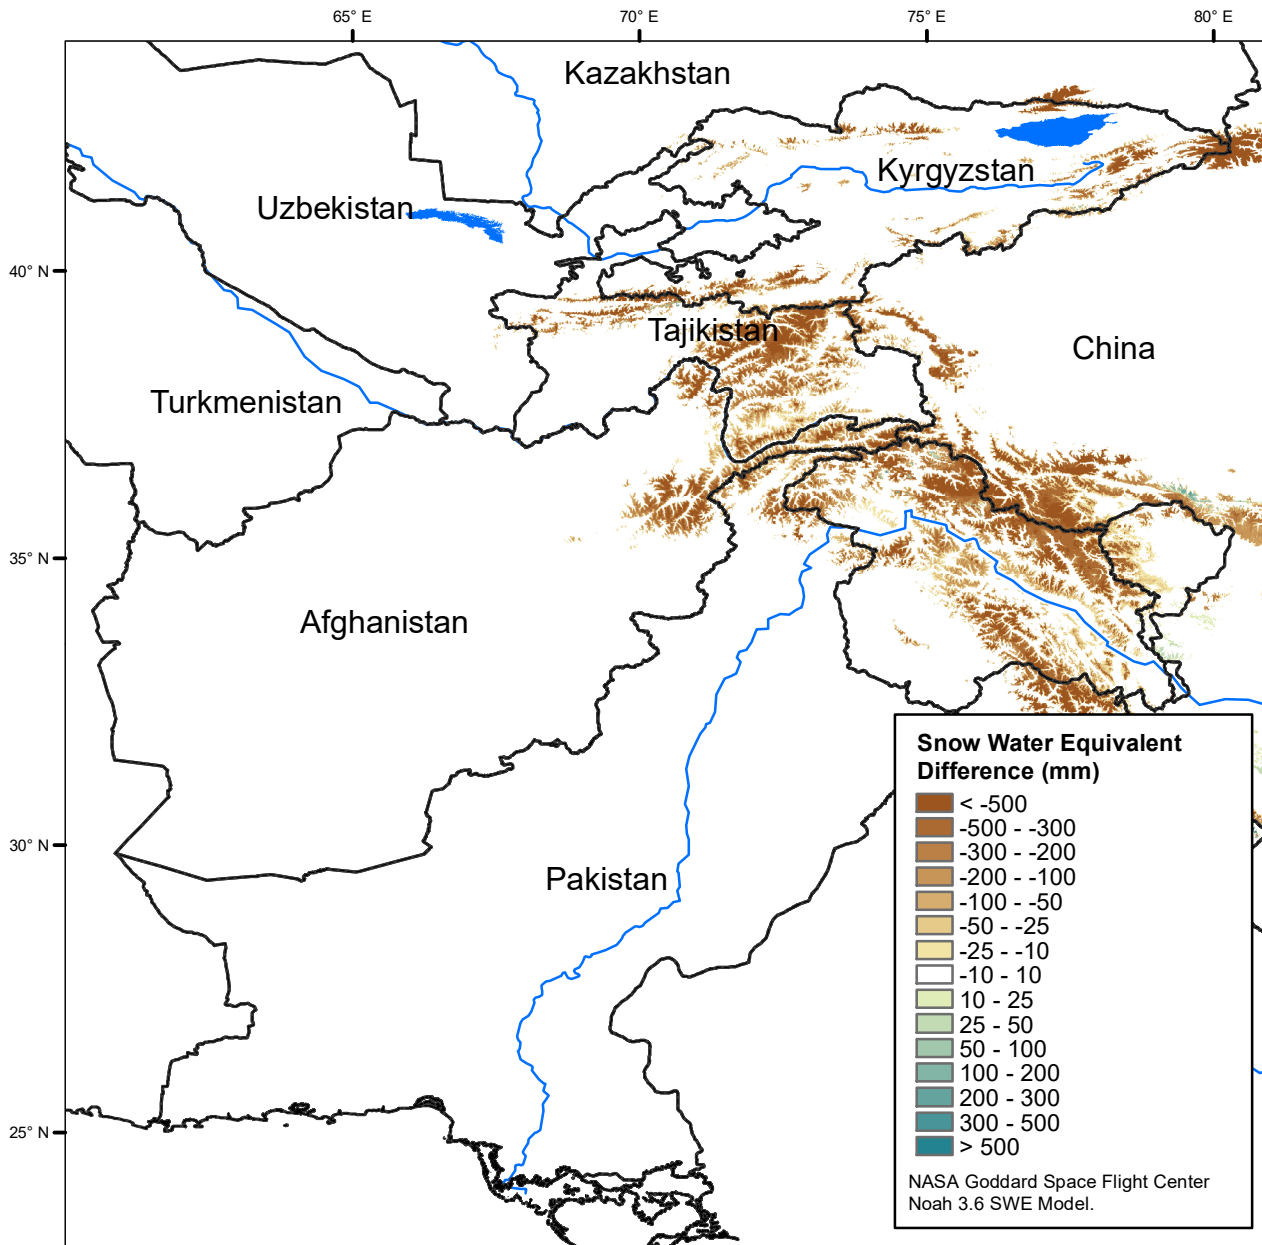 65° E
70° E
75° E
80° E
Kazakhstan
Kyrgyzstan
Uzbekistan
40° N
Tajikistan
China
Turkmenistan
35° N
Afghanistan
30° N
Pakistan
25° N
Snow Water Equivalent
Difference (mm)
< -500
-500 - -300
-300 - -200
-200 - -100
-100 - -50
-50 - -25
-25 - -10
-10 - 10
10 - 25
25 - 50
50 - 100
100 - 200
200 - 300
300 - 500
> 500
NASA Goddard Space Flight Center
Noah 3.6 SWE Model.